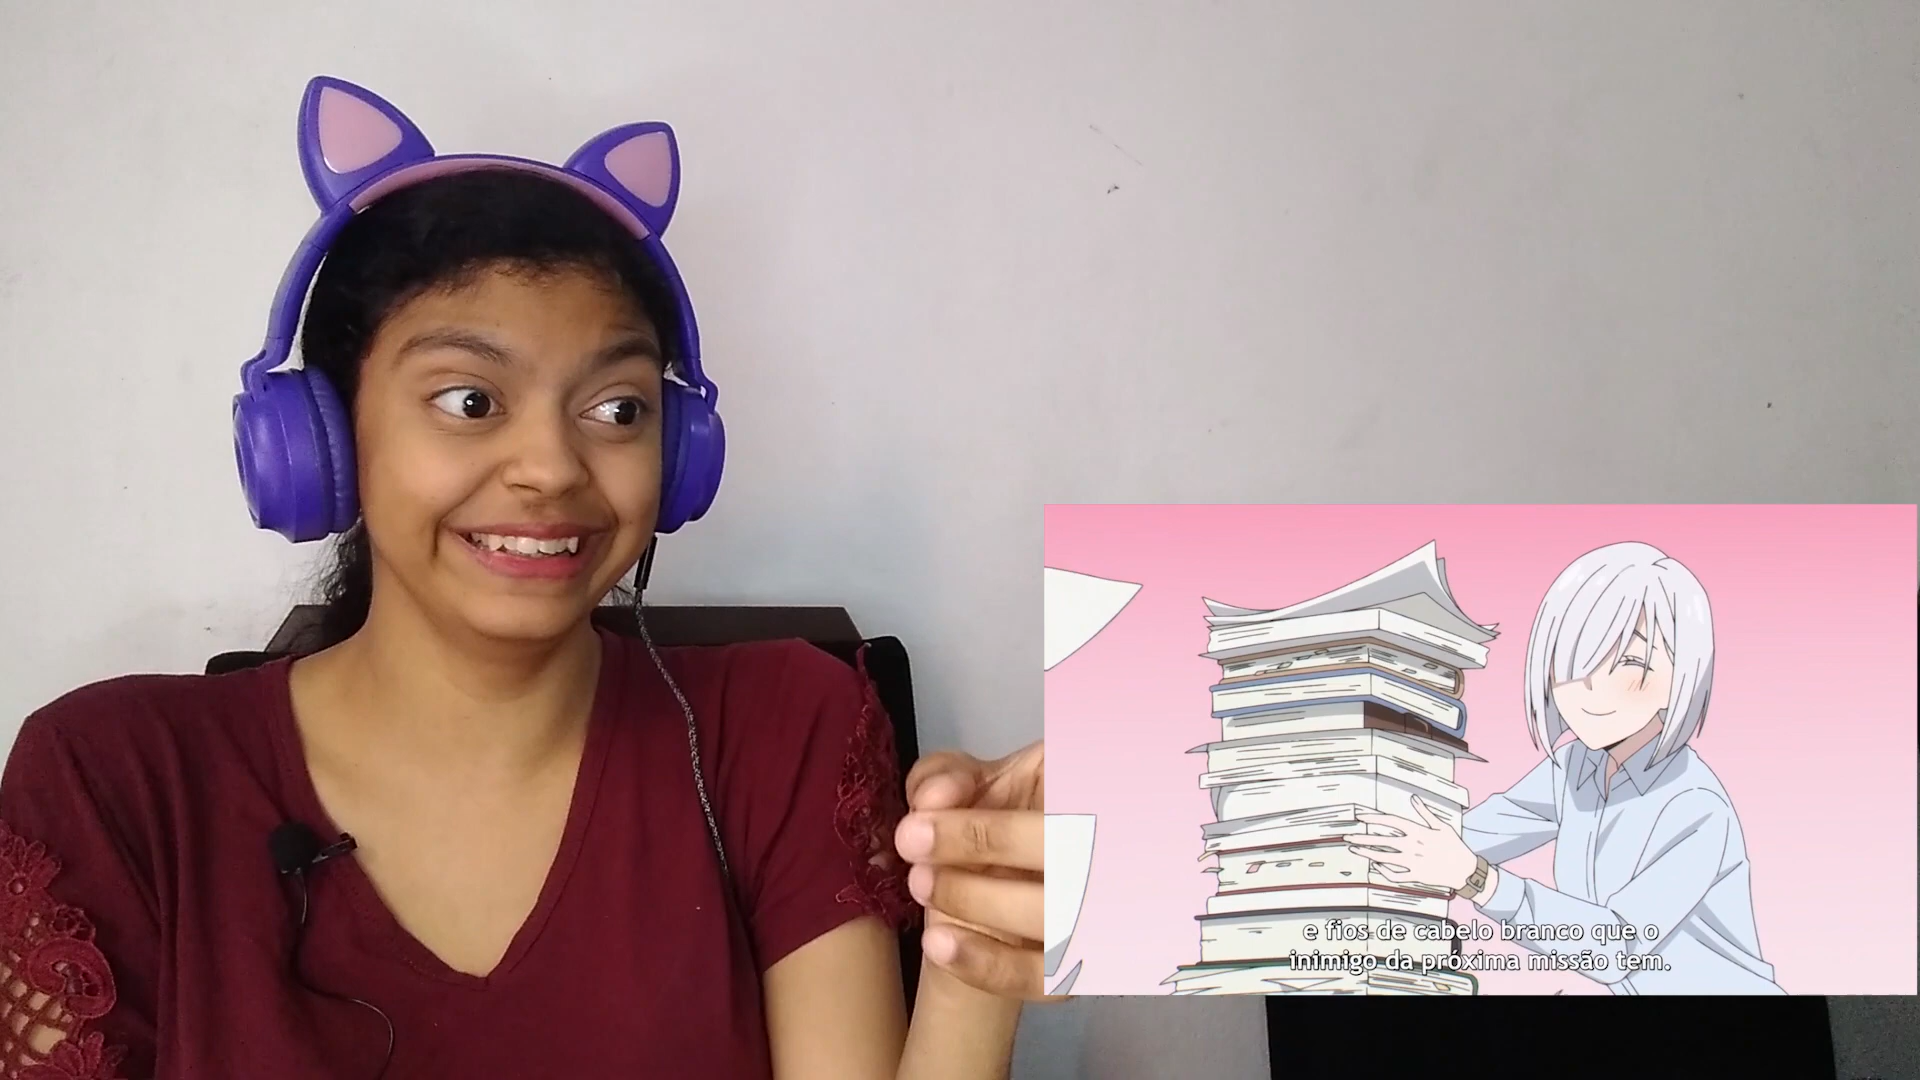 e fios de cabelo branco que o
inimigo da próxima missão tem.